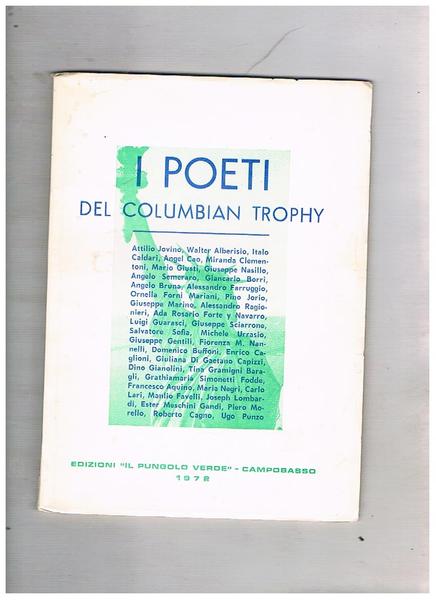 I POETI
DEL COLUMBIAN TROPHY
Attilio Jovino, Walter Alberisio, Italo
Caldari, Angel Cao, Miranda Clemen-
toni, Mario Giusti, Giuseppe Nasillo,
Angelo Semeraro, Giancarlo Borri,
Angelo Bruno, Alessandro Farruggio,
Ornella Forni Mariani, Pino Jorio,
Giuseppe Marino, Alessandro Ragio-
nieri, Ada Rosario Forte y Navarro,
Luigi Guarasci, Giuseppe Sciarrone,
Salvatore Sofia, Michele Urrasio,
Giuseppe Gentili, Fiorenza M. Nan-
nelli, Domenico Buffoni, Enrico Ca-
glioni, Giuliana Di Gaetano Capizzi,
Dino Gianolini, Tina Gramigni Bara-
gli, Grathiamaria Simonetti Fodde,
Francesco Aquino, Maria Negri, Carlo
Lari, Manlio Favelli, Joseph Lombar-
di, Ester Muschini Gandi, Piero Mo-
rello, Roberto Cagno, Ugo Punzo
EDIZIONI "IL PUNGOLO VERDE" - CAMPOBASSO
1972